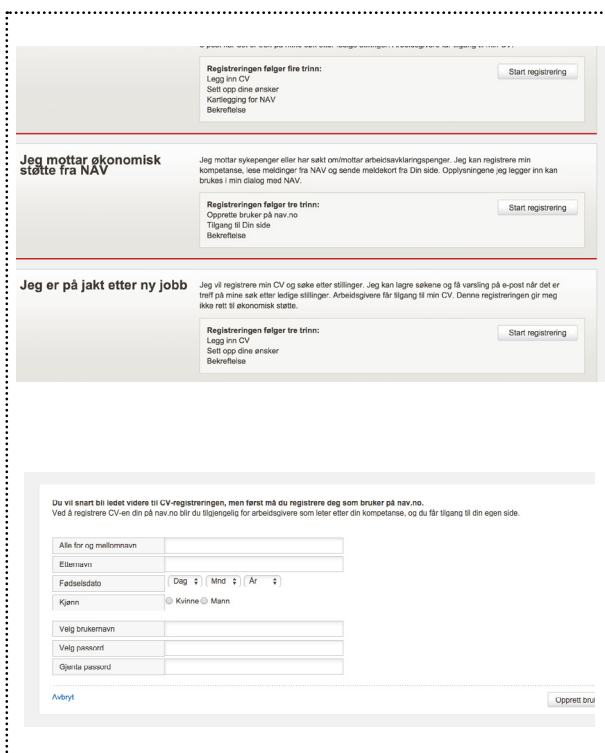 Registreringen følger fire trinn:
Legg inn CV
Sett opp dine ønsker
Kartlegging for NAV
Bekreftelse
Start registrering
Jeg mottar økonomisk
støtte fra NAV
Jeg mottar sykepenger eller har søkt om/mottar arbeidsavklaringspenger. Jeg kan registrere min
kompetanse, lese meldinger fra NAV og sende meldekort fra Din side. Opplysningene jeg legger inn kan
brukes i min dialog med NAV.
Registreringen følger tre trinn:
Opprette bruker på nav.no
Tilgang til Din side
Bekreftelse
Start registrering
Jeg er på jakt etter ny jobb
Jeg vil registrere min CV og søke etter stillinger. Jeg kan lagre søkene og få varsling på e-post når det er
treff på mine søk etter ledige stillinger. Arbeidsgivere får tilgang til min CV. Denne registreringen gir meg
ikke rett til økonomisk støtte.
Registreringen følger tre trinn:
Legg inn CV
Sett opp dine ønsker
Bekreftelse
Start registrering
Du vil snart bli ledet videre til CV-registreringen, men først må du registrere deg som bruker på nav.no.
Ved å registrere CV-en din på nav.no blir du tilgjengelig for arbeidsgivere som leter etter din kompetanse, og du får tilgang til din egen side.
Alle for og mellomnavn
Etternavn
Fødselsdato Dag Mnd År
Kjønn Kvinne Mann
Velg brukernavn
Velg passord
Gjenta passord
Avbryt
Opprett bru